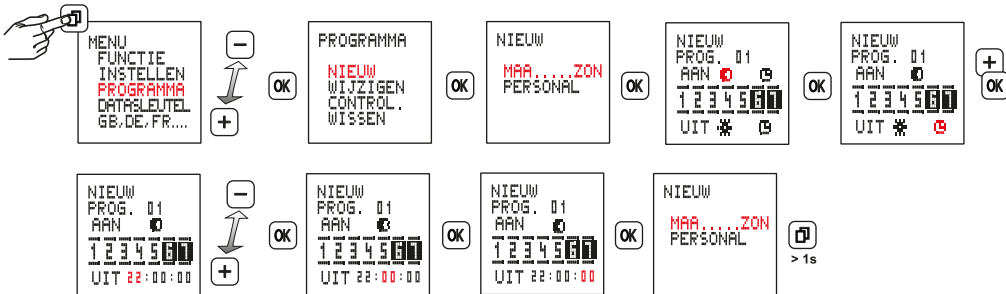 MENU
FUNCTIE
INSTELLEN
PROGRAMMA
DATASLEUTEL
GB,DE,FR....
−
+
OK
PROGRAMMA
NIEUW
WIJZIGEN
CONTROL.
WISSEN
OK
NIEUW
MAA.....ZON
PERSONAL
OK
NIEUW
PROG. 01
AAN
1 2 3 4 5 6 7
UIT
OK
NIEUW
PROG. 01
AAN
1 2 3 4 5 6 7
UIT
+
OK
NIEUW
PROG. 01
AAN
1 2 3 4 5 6 7
UIT 22:00:00
−
+
OK
NIEUW
PROG. 01
AAN
1 2 3 4 5 6 7
UIT 22:00:00
OK
NIEUW
PROG. 01
AAN
1 2 3 4 5 6 7
UIT 22:00:00
OK
NIEUW
MAA.....ZON
PERSONAL
> 1s